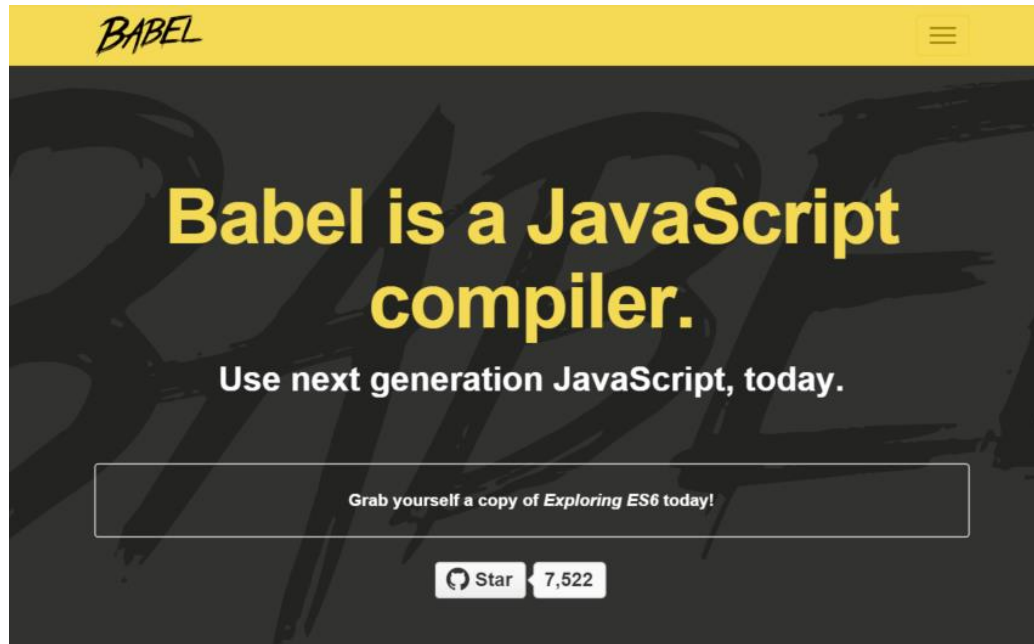 BABEL
Babel is a JavaScript
compiler.
Use next generation JavaScript, today.
Grab yourself a copy of Exploring ES6 today!
Star 7,522